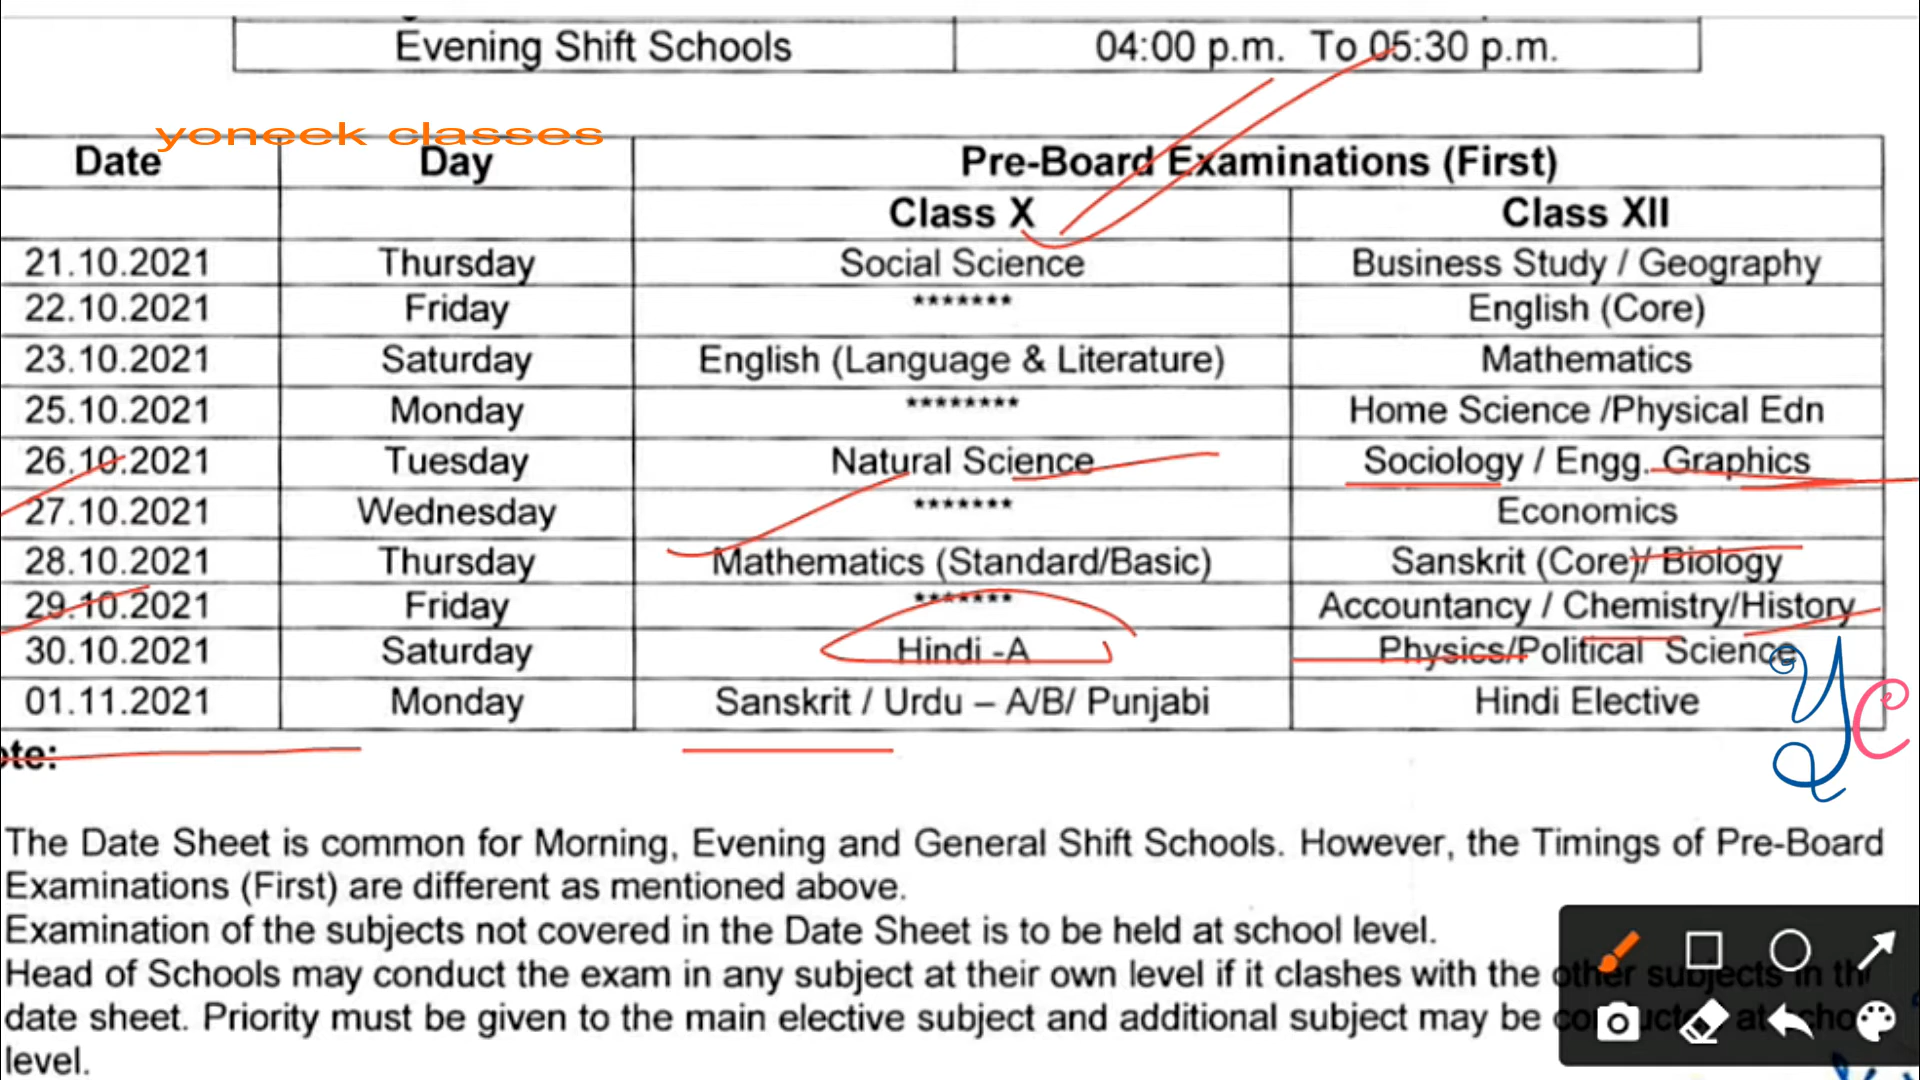 Evening Shift Schools 04:00 p.m. To 05:30 p.m.
yoneek classes
Date Day Pre-Board Examinations (First)
Class X Class XII
21.10.2021 Thursday Social Science Business Study / Geography
22.10.2021 Friday ******* English (Core)
23.10.2021 Saturday English (Language & Literature) Mathematics
25.10.2021 Monday ******** Home Science /Physical Edn
26.10.2021 Tuesday Natural Science Sociology / Engg. Graphics
27.10.2021 Wednesday ******* Economics
28.10.2021 Thursday Mathematics (Standard/Basic) Sanskrit (Core)/ Biology
29.10.2021 Friday ******* Accountancy / Chemistry/History
30.10.2021 Saturday Hindi -A Physics/Political Science
01.11.2021 Monday Sanskrit / Urdu – A/B/ Punjabi Hindi Elective
YC
ote:
The Date Sheet is common for Morning, Evening and General Shift Schools. However, the Timings of Pre-Board
Examinations (First) are different as mentioned above.
Examination of the subjects not covered in the Date Sheet is to be held at school level.
Head of Schools may conduct the exam in any subject at their own level if it clashes with the other subjects in th
date sheet. Priority must be given to the main elective subject and additional subject may be conducted at scho
level.